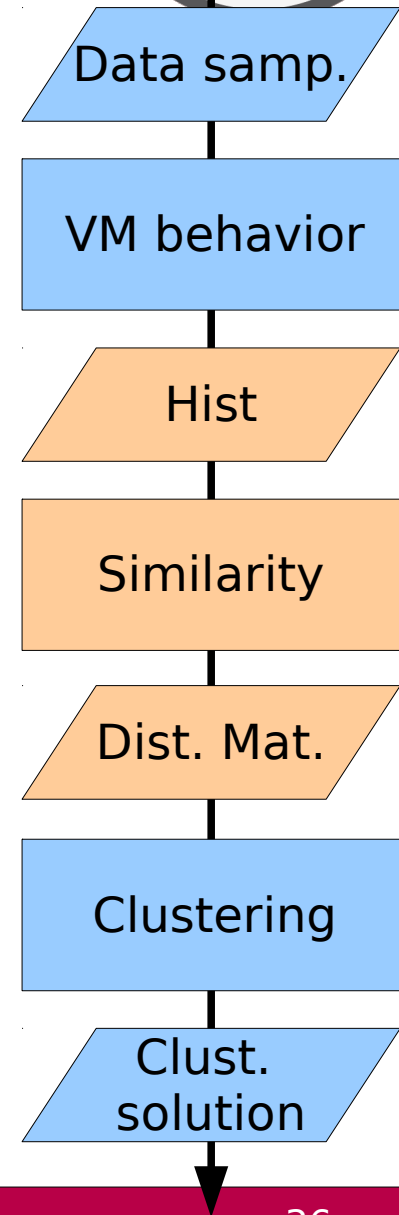 Data samp.
VM behavior
Hist
Similarity
Dist. Mat.
Clustering
Clust.
solution